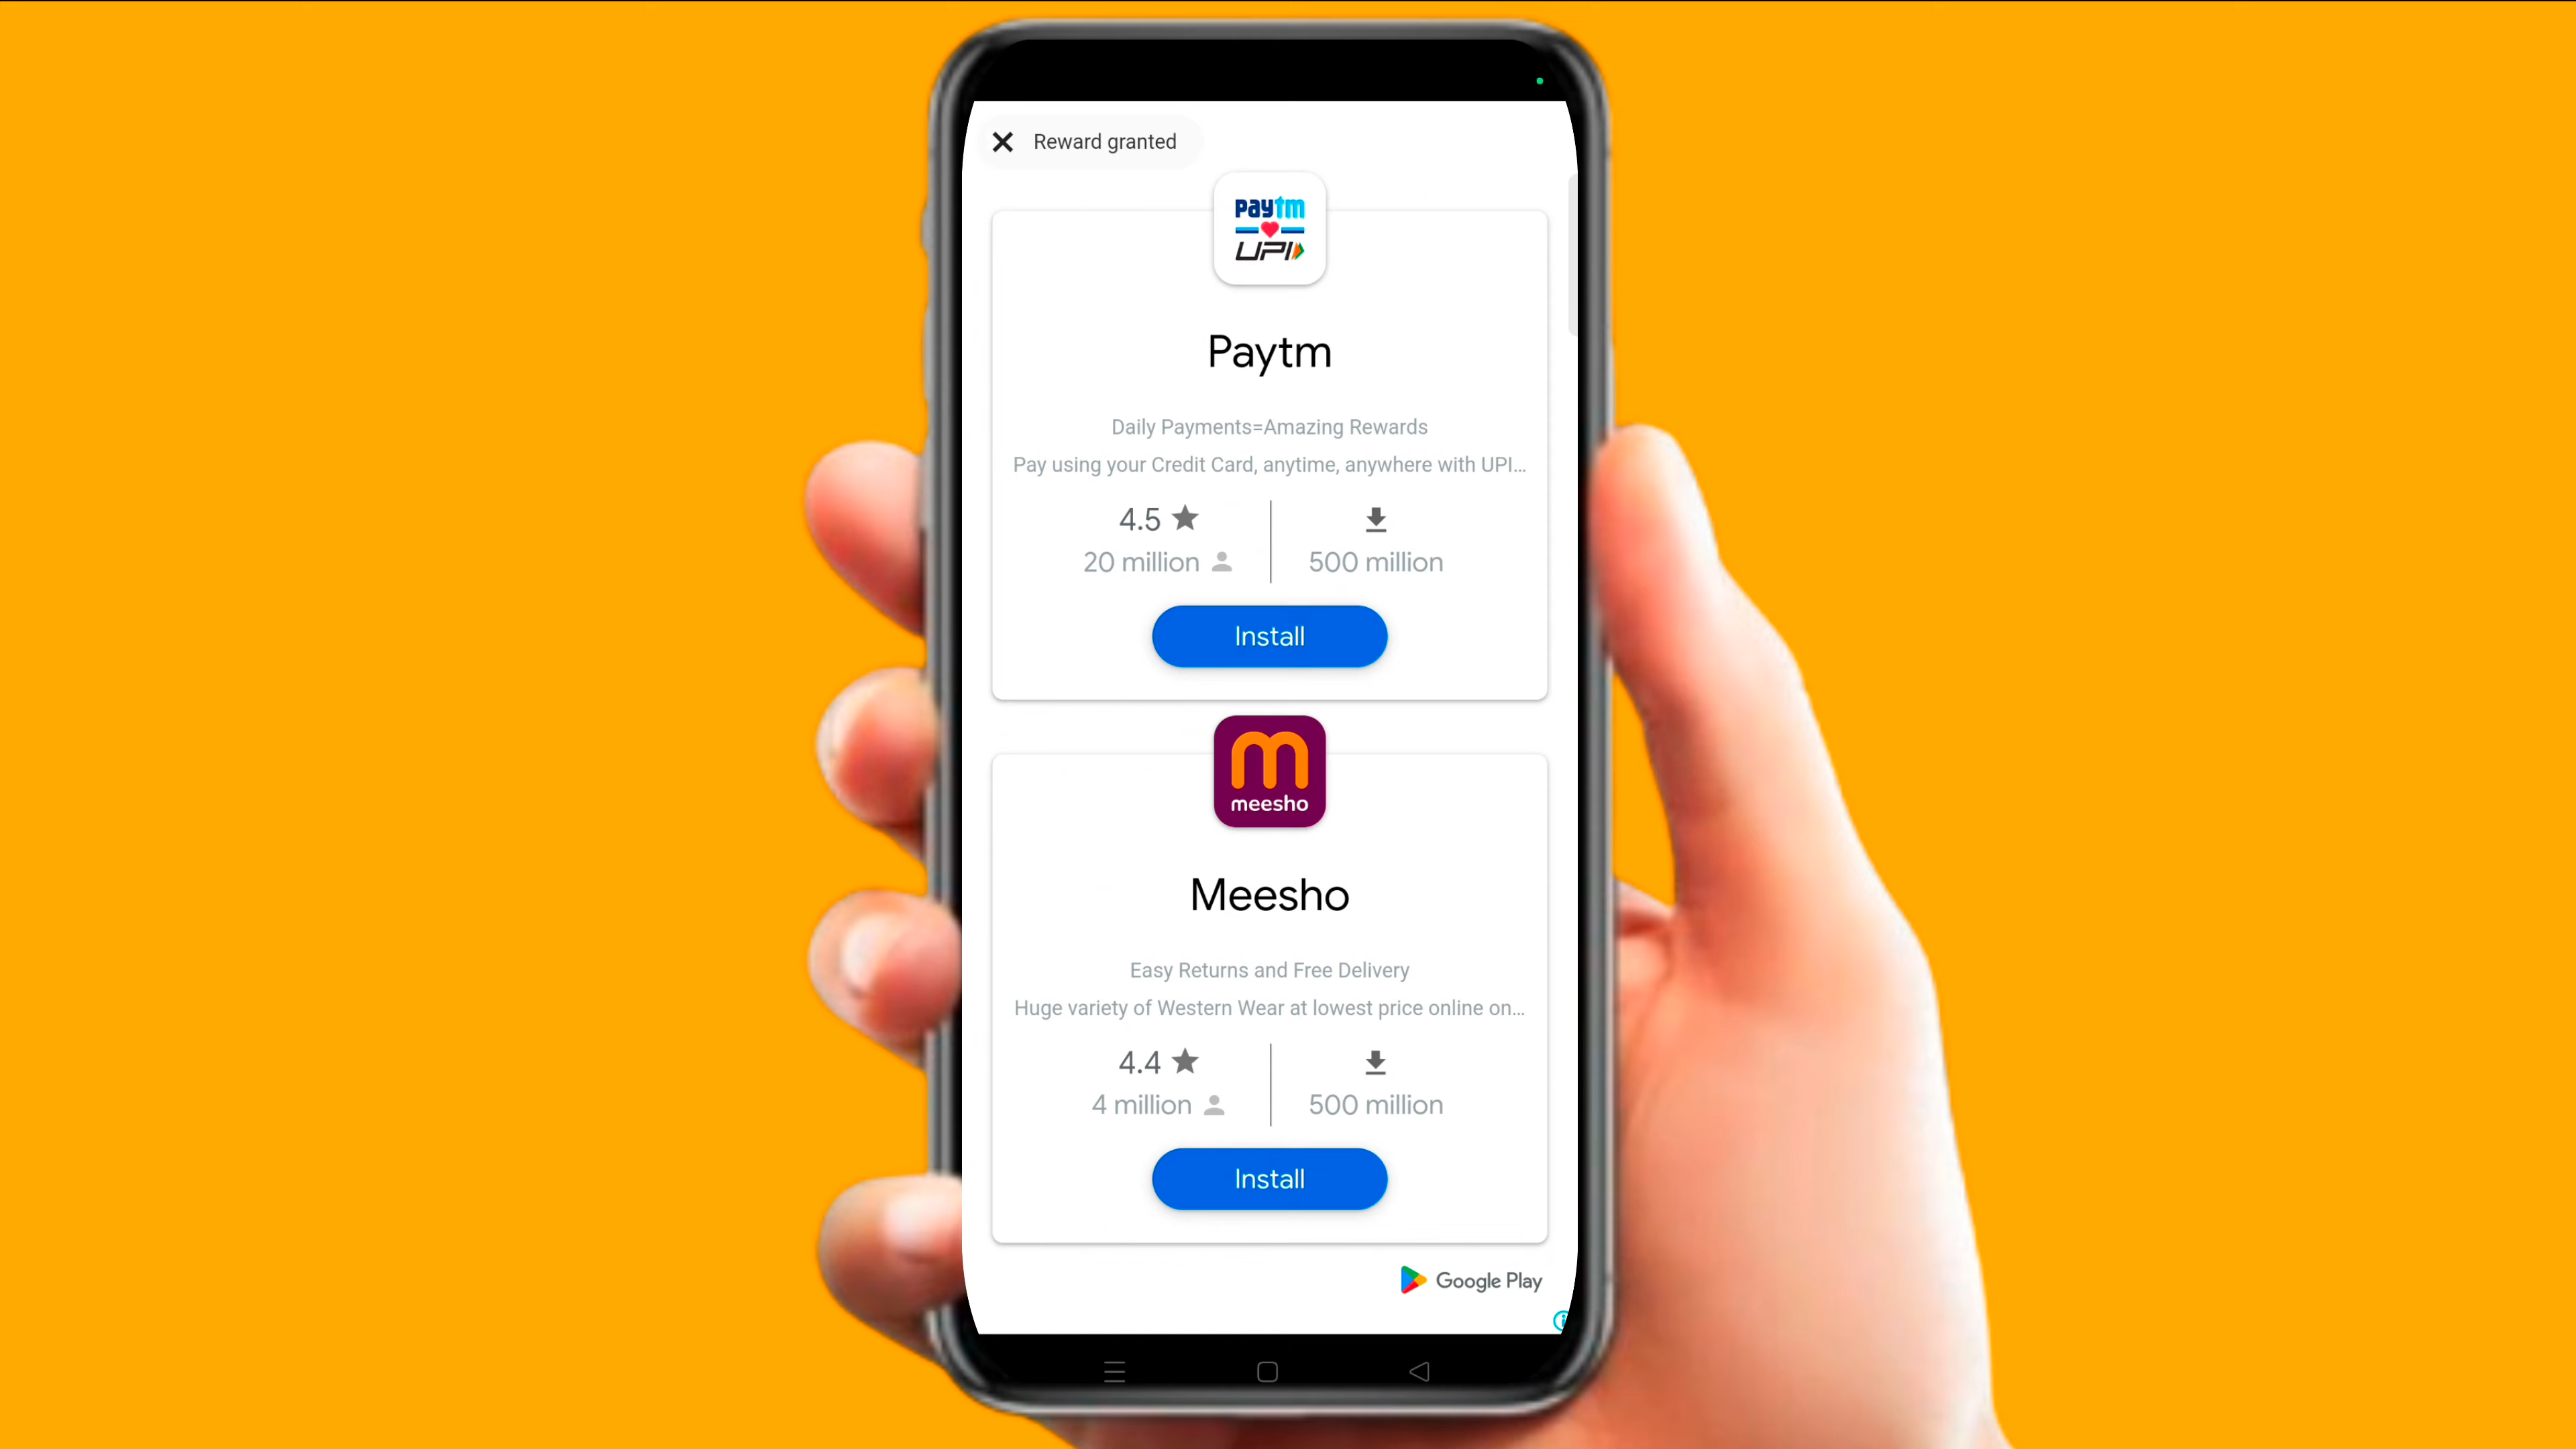 Reward granted
paytm
UPI
Paytm
Daily Payments=Amazing Rewards
Pay using your Credit Card, anytime, anywhere with UPI...
4.5
20 million
500 million
Install
meesho
Meesho
Easy Returns and Free Delivery
Huge variety of Western Wear at lowest price online on...
4.4
4 million
500 million
Install
Google Play